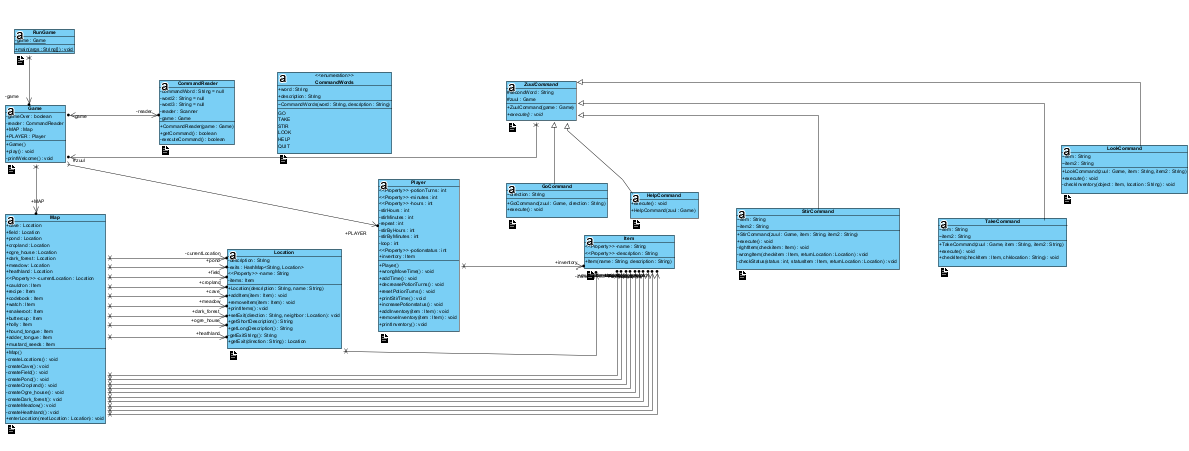 RunGame
-game : Game
+main(args : String[]) : void
-game
Game
-gameOver : boolean
-reader : CommandReader
+MAP : Map
+PLAYER : Player
+Game()
+play() : void
-printWelcome() : void
-game
-reader
#zuul
+MAP
+PLAYER
CommandReader
-commandWord : String = null
-word2 : String = null
-word3 : String = null
-reader : Scanner
-game : Game
+CommandReader(game : Game)
+getCommand() : boolean
-executeCommand() : boolean
<<enumeration>>
CommandWords
+word : String
+description : String
-CommandWords(word : String, description : String)
GO
TAKE
STIR
LOOK
HELP
QUIT
ZuulCommand
#secondWord : String
#zuul : Game
+ZuulCommand(game : Game)
+execute() : void
GoCommand
-direction : String
+GoCommand(zuul : Game, direction : String)
+execute() : void
HelpCommand
+execute() : void
+HelpCommand(zuul : Game)
LookCommand
-item : String
-item2 : String
+LookCommand(zuul : Game, item : String, item2 : String)
+execute() : void
-checkInventory(object : Item, location : String) : void
StirCommand
-item : String
-item2 : String
+StirCommand(zuul : Game, item : String, item2 : String)
+execute() : void
-rightItem(checkItem : Item) : void
-wrongItem(checkItem : Item, returnLocation : Location) : void
-checkStatus(status : int, statusItem : Item, returnLocation : Location) : void
TakeCommand
-item : String
-item2 : String
+TakeCommand(zuul : Game, item : String, item2 : String)
+execute() : void
-checkItem(checkItem : Item, chlocation : String) : void
Player
<<Property>> -potionTurns : int
<<Property>> -minutes : int
<<Property>> -hours : int
-stirHours : int
-stirMinutes : int
-repeat : int
-stirByHours : int
-stirByMinutes : int
-loop : int
<<Property>> -potionstatus : int
+inventory : Item
+Player()
+wrongMoveTime() : void
+addTime() : void
+decreasePotionTurns() : void
+resetPotionTurns() : void
+printStirTime() : void
+increasePotionstatus() : void
+addInventory(item : Item) : void
+removeInventory(item : Item) : void
+printInventory() : void
+inventory
Item
<<Property>> -name : String
<<Property>> -description : String
+Item(name : String, description : String)
Map
+cave : Location
+field : Location
+pond : Location
+cropland : Location
+ogre_house : Location
+dark_forest : Location
+meadow : Location
+heathland : Location
<<Property>> -currentLocation : Location
+cauldron : Item
+recipe : Item
+codebook : Item
+watch : Item
+snakeroot : Item
+buttercup : Item
+holly : Item
+hound_tongue : Item
+adder_tongue : Item
+mustard_seeds : Item
+Map()
-createLocations() : void
-createCave() : void
-createField() : void
-createPond() : void
-createCropland() : void
-createOgre_house() : void
-createDark_forest() : void
-createMeadow() : void
-createHeathland() : void
+enterLocation(nextLocation : Location) : void
-currentLocation
+pond
+field
+cropland
+cave
+meadow
+dark_forest
+ogre_house
+heathland
Location
-description : String
-exits : HashMap<String, Location>
<<Property>> -name : String
-items : Item
+Location(description : String, name : String)
+addItem(item : Item) : void
+removeItem(item : Item) : void
+printItems() : void
+setExit(direction : String, neighbor : Location) : void
+getShortDescription() : String
+getLongDescription() : String
-getExitString() : String
+getExit(direction : String) : Location